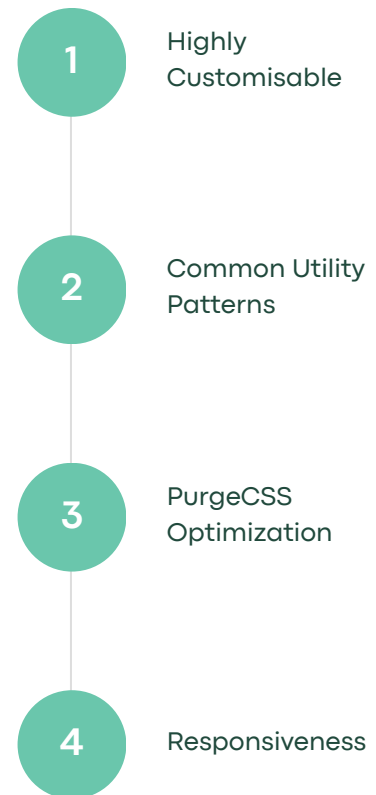 1
Highly
Customisable
2
Common Utility
Patterns
3
PurgeCSS
Optimization
4
Responsiveness